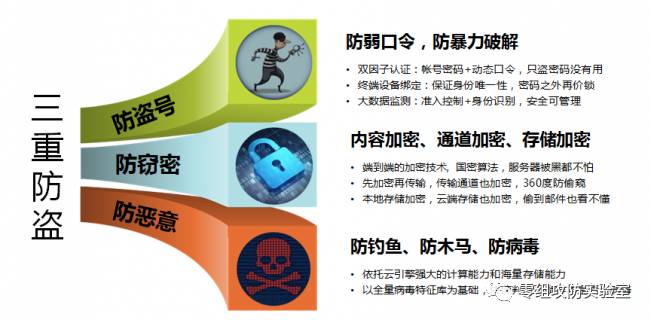 三重防盗
防盗号
防弱口令，防暴力破解
• 双因子认证：帐号密码+动态口令，只盗密码没有用
• 终端设备绑定：保证身份唯一性，密码之外再价锁
• 大数据监测：准入控制+身份识别，安全可管理
防窃密
内容加密、通道加密、存储加密
• 端到端的加密技术, 国密算法，服务器被黑都不怕
• 先加密再传输，传输通道也加密，360度防偷窥
• 本地存储加密，云端存储也加密，偷到邮件也看不懂
防恶意
防钓鱼、防木马、防病毒
• 依托云引擎强大的计算能力和海量存储能力
• 以全量病毒特征库为基础，
零组攻防实验室